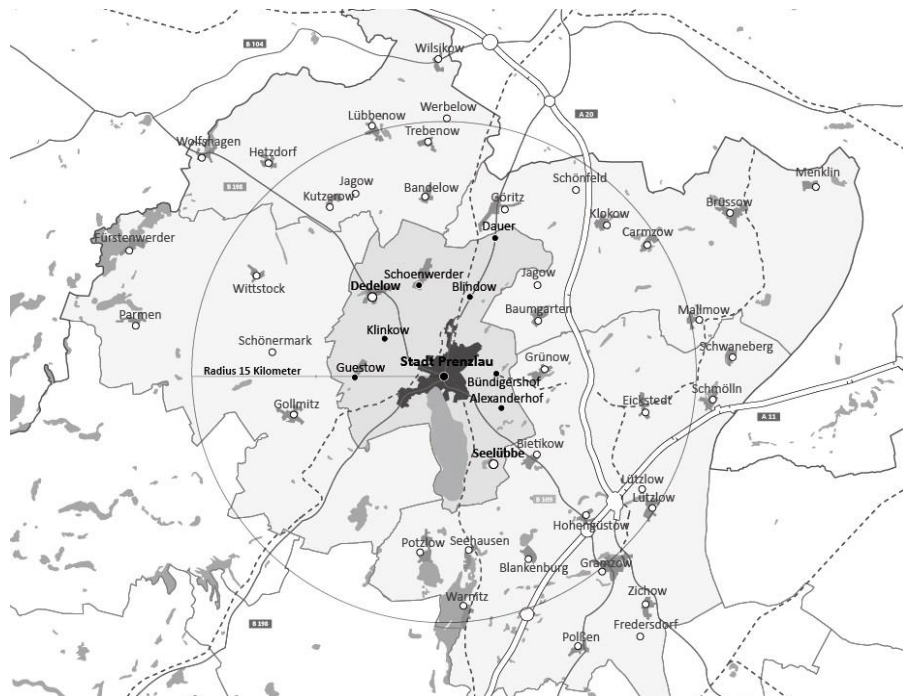 B 104
Wilsikow
Werbelow
Lübbenow
Trebenow
A 20
Wolfshagen
Hetzdorf
Menklin
Schönfeld
B 198
Jagow
Bandelow
Kutzerow
Göritz
Klokow
Brüssow
Dauer
Carmzow
Fürstenwerder
Schoenwerder
Jagow
Wittstock
Dedelow
Blindow
Parmen
Baumgarten
Mallmow
Klinkow
Schönermark
Schwaneberg
Stadt Prenzlau
Grünow
Radius 15 Kilometer
Guestow
Bündigershof
Schmölln
Alexanderhof
Gollmitz
Eickstedt
A 11
Bietikow
Seelübbe
Lützlow
Lützlow
Hohengüstow
Potzlow
Seehausen
Blankenburg
Gramzow
Warnitz
Zichow
B 198
Fredersdorf
Polßen